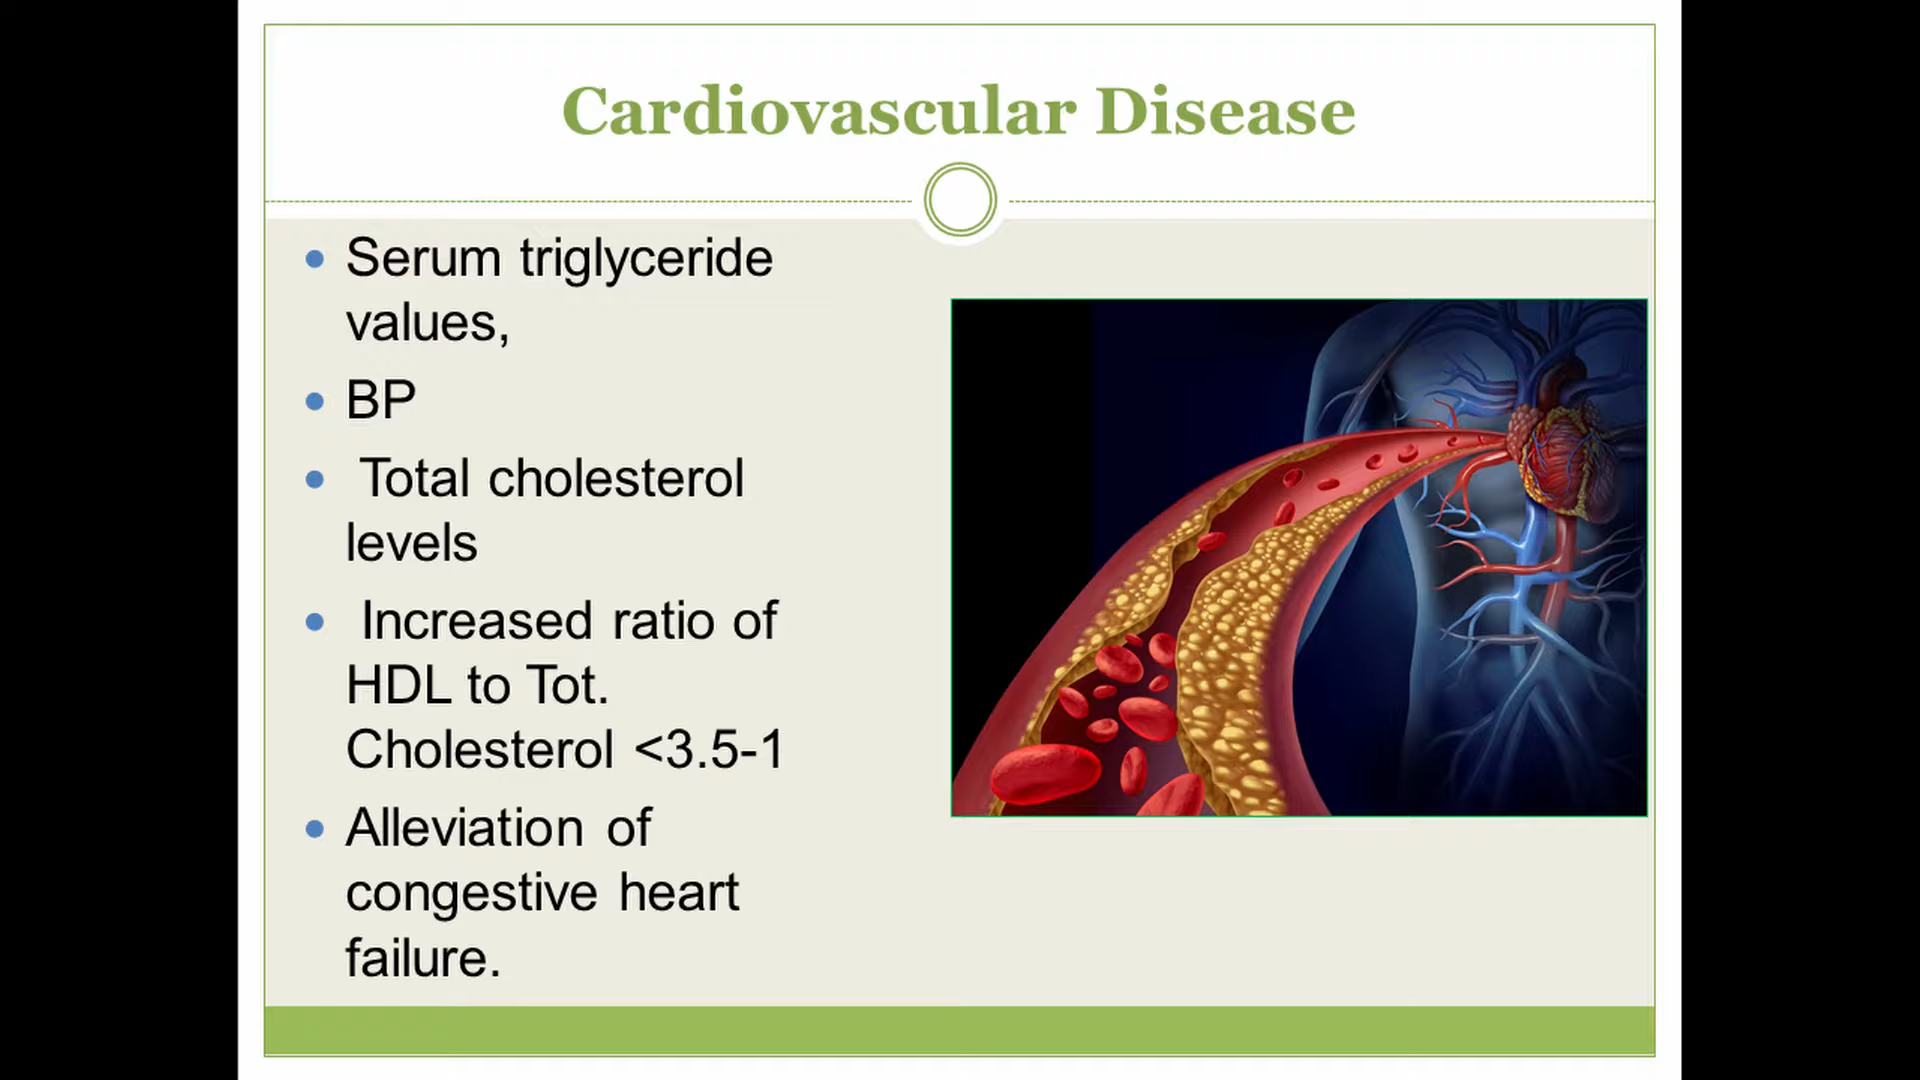 Cardiovascular Disease
Serum triglyceride
values,
BP
Total cholesterol
levels
Increased ratio of
HDL to Tot.
Cholesterol <3.5-1
Alleviation of
congestive heart
failure.